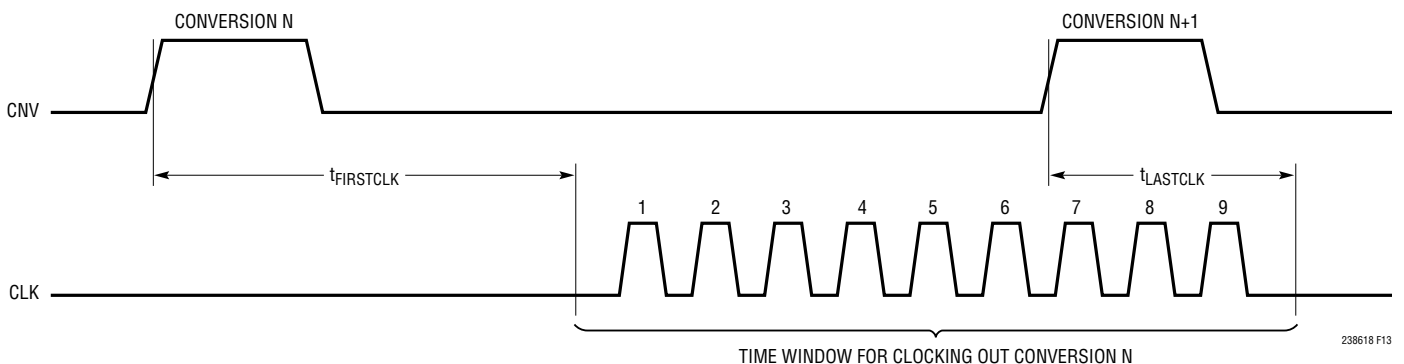 CONVERSION N
CONVERSION N+1
CNV
tFIRSTCLK
tLASTCLK
1 2 3 4 5 6 7 8 9
CLK
TIME WINDOW FOR CLOCKING OUT CONVERSION N
238618 F13